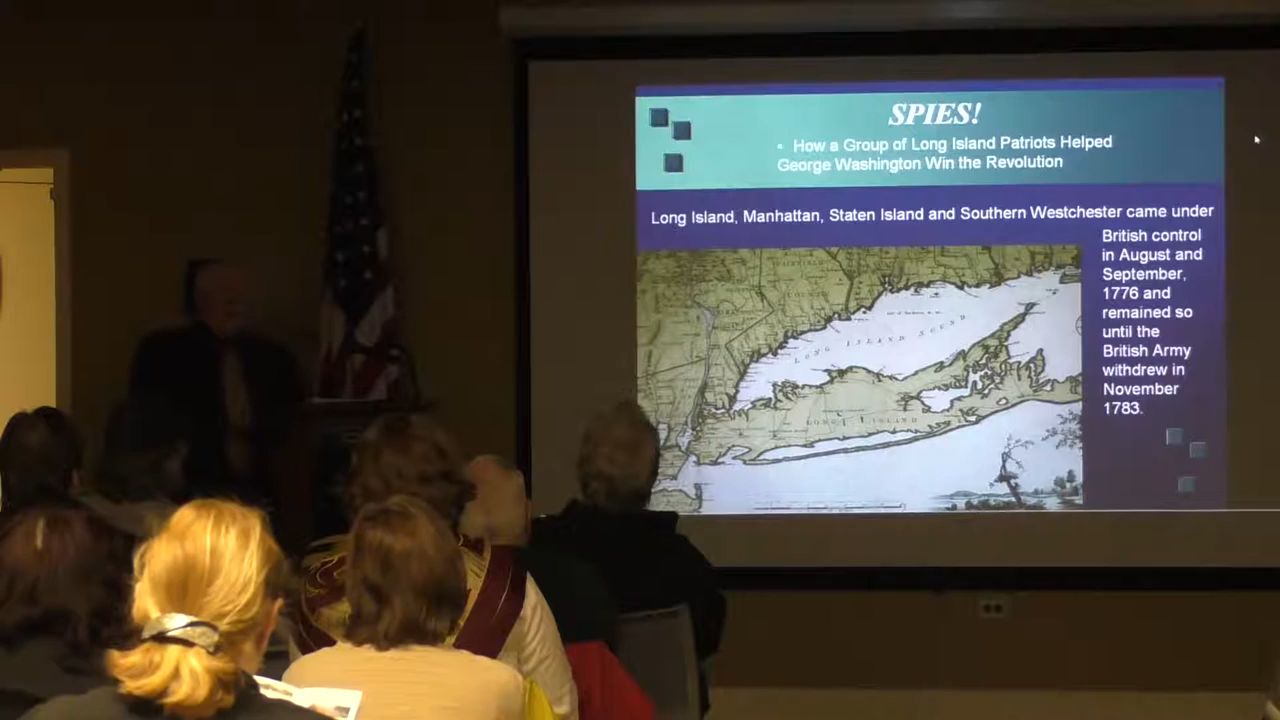 SPIES!
• How a Group of Long Island Patriots Helped
George Washington Win the Revolution
Long Island, Manhattan, Staten Island and Southern Westchester came under
British control
in August and
September,
1776 and
remained so
until the
British Army
withdrew in
November
1783.
LONG ISLAND SOUND
LONG ISLAND